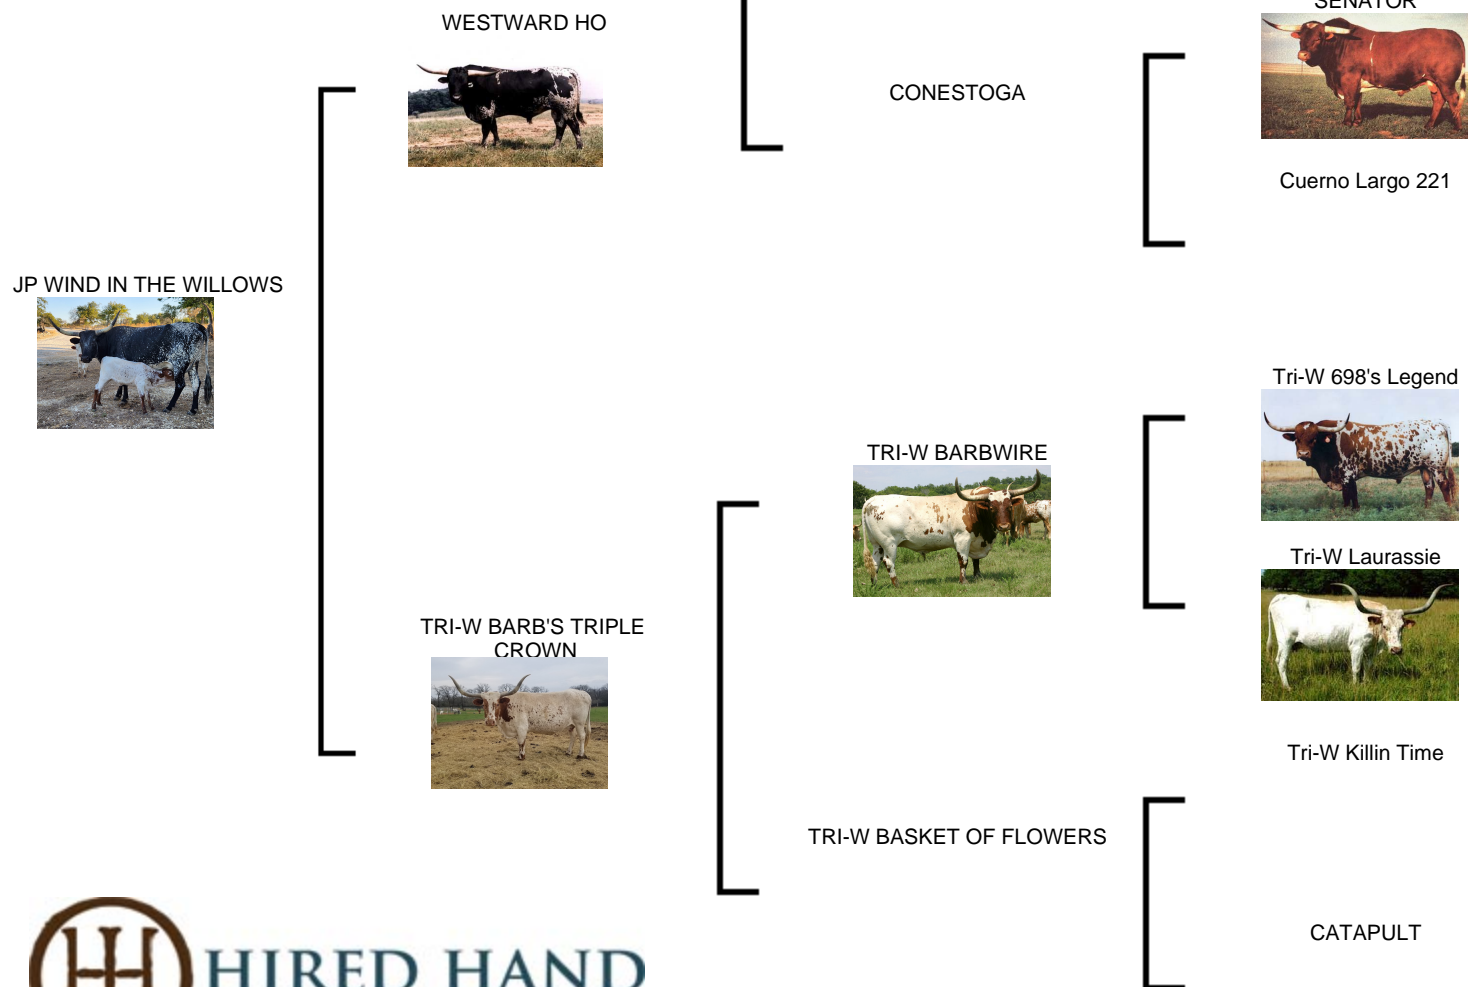 SENATOR
WESTWARD HO
CONESTOGA
Cuerno Largo 221
JP WIND IN THE WILLOWS
Tri-W 698's Legend
TRI-W BARBWIRE
Tri-W Laurassie
TRI-W BARB'S TRIPLE
CROWN
Tri-W Killin Time
TRI-W BASKET OF FLOWERS
CATAPULT
HIRED HAND